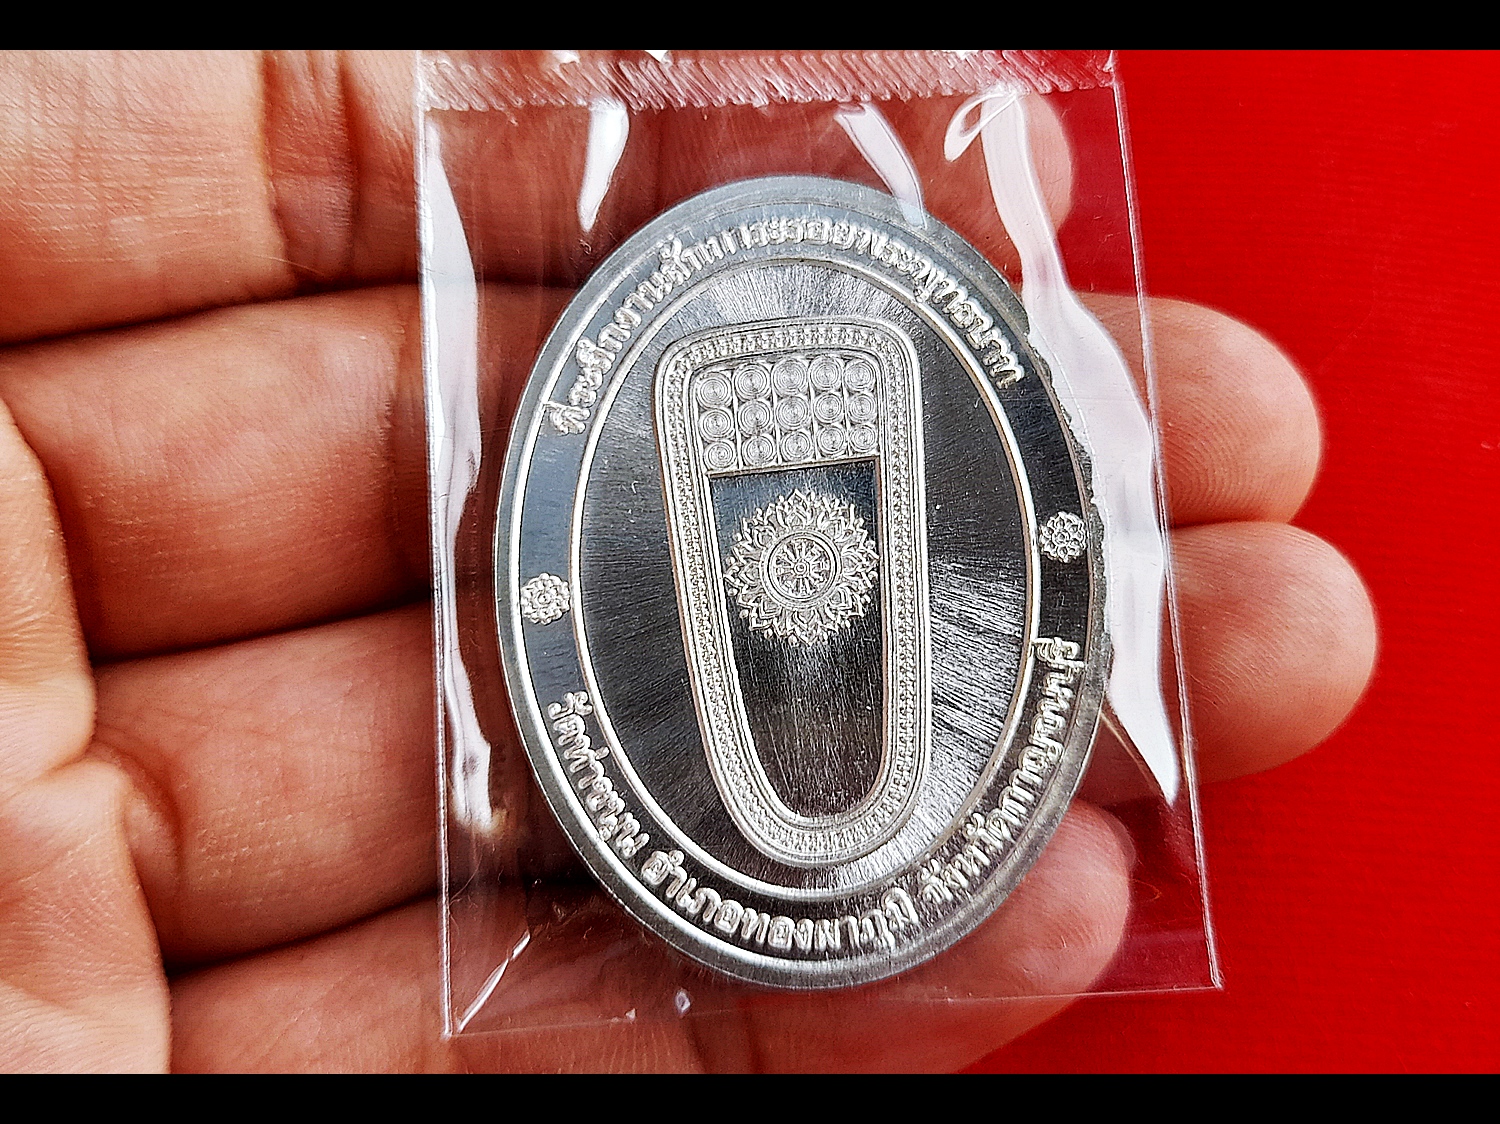 ที่ระลึกงานสักการะรอยพระพุทธบาท
วัดท่าขนุน อำเภอทองผาภูมิ จังหวัดกาญจนบุรี